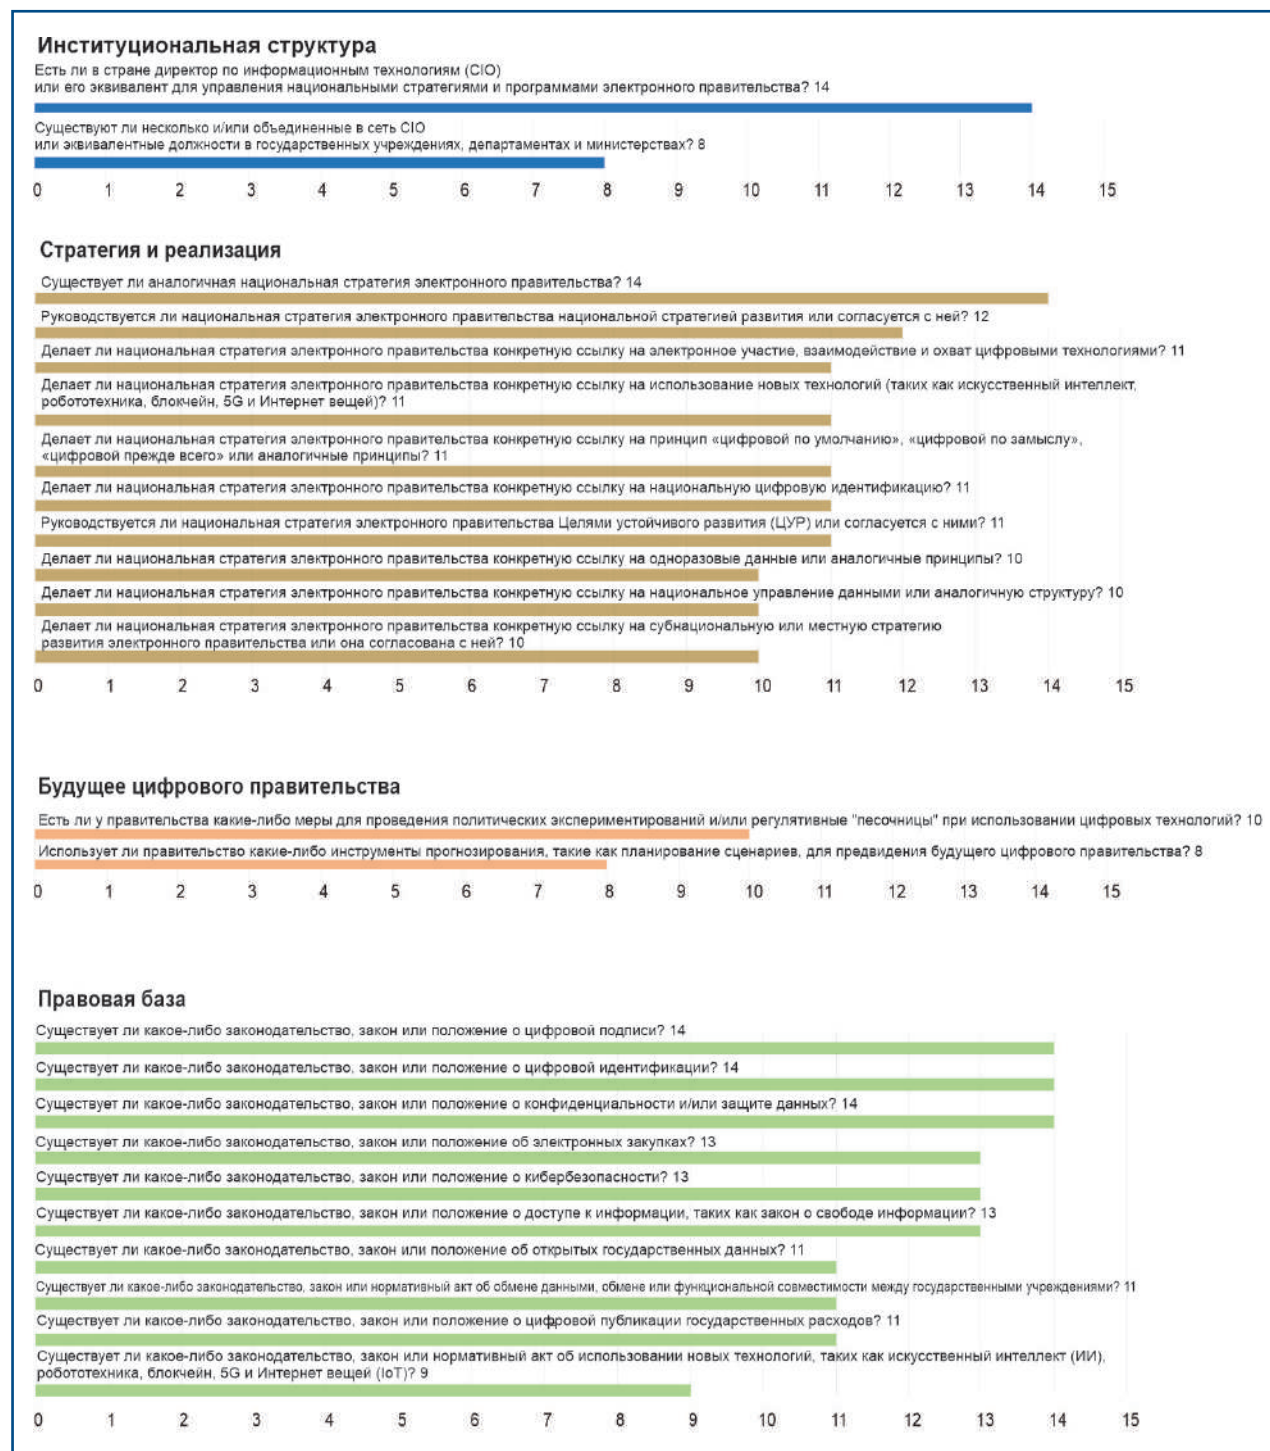 Институциональная структура
Есть ли в стране директор по информационным технологиям (CIO)
или его эквивалент для управления национальными стратегиями и программами электронного правительства? 14
Существуют ли несколько и/или объединенные в сеть CIO
или эквивалентные должности в государственных учреждениях, департаментах и министерствах? 8
0 1 2 3 4 5 6 7 8 9 10 11 12 13 14 15
Стратегия и реализация
Существует ли аналогичная национальная стратегия электронного правительства? 14
Руководствуется ли национальная стратегия электронного правительства национальной стратегией развития или согласуется с ней? 12
Делает ли национальная стратегия электронного правительства конкретную ссылку на электронное участие, взаимодействие и охват цифровыми технологиями? 11
Делает ли национальная стратегия электронного правительства конкретную ссылку на использование новых технологий (таких как искусственный интеллект,
робототехника, блокчейн, 5G и Интернет вещей)? 11
Делает ли национальная стратегия электронного правительства конкретную ссылку на принцип «цифровой по умолчанию», «цифровой по замыслу»,
«цифровой прежде всего» или аналогичные принципы? 11
Делает ли национальная стратегия электронного правительства конкретную ссылку на национальную цифровую идентификацию? 11
Руководствуется ли национальная стратегия электронного правительства Целями устойчивого развития (ЦУР) или согласуется с ними? 11
Делает ли национальная стратегия электронного правительства конкретную ссылку на одноразовые данные или аналогичные принципы? 10
Делает ли национальная стратегия электронного правительства конкретную ссылку на национальное управление данными или аналогичную структуру? 10
Делает ли национальная стратегия электронного правительства конкретную ссылку на субнациональную или местную стратегию
развития электронного правительства или она согласована с ней? 10
0 1 2 3 4 5 6 7 8 9 10 11 12 13 14 15
Будущее цифрового правительства
Есть ли у правительства какие-либо меры для проведения политических экспериментирований и/или регулятивные "песочницы" при использовании цифровых технологий? 10
Использует ли правительство какие-либо инструменты прогнозирования, такие как планирование сценариев, для предвидения будущего цифрового правительства? 8
0 1 2 3 4 5 6 7 8 9 10 11 12 13 14 15
Правовая база
Существует ли какое-либо законодательство, закон или положение о цифровой подписи? 14
Существует ли какое-либо законодательство, закон или положение о цифровой идентификации? 14
Существует ли какое-либо законодательство, закон или положение о конфиденциальности и/или защите данных? 14
Существует ли какое-либо законодательство, закон или положение об электронных закупках? 13
Существует ли какое-либо законодательство, закон или положение о кибербезопасности? 13
Существует ли какое-либо законодательство, закон или положение о доступе к информации, таких как закон о свободе информации? 13
Существует ли какое-либо законодательство, закон или положение об открытых государственных данных? 11
Существует ли какое-либо законодательство, закон или нормативный акт об обмене данными, обмене или функциональной совместимости между государственными учреждениями? 11
Существует ли какое-либо законодательство, закон или положение о цифровой публикации государственных расходов? 11
Существует ли какое-либо законодательство, закон или нормативный акт об использовании новых технологий, таких как искусственный интеллект (ИИ),
робототехника, блокчейн, 5G и Интернет вещей (IoT)? 9
0 1 2 3 4 5 6 7 8 9 10 11 12 13 14 15